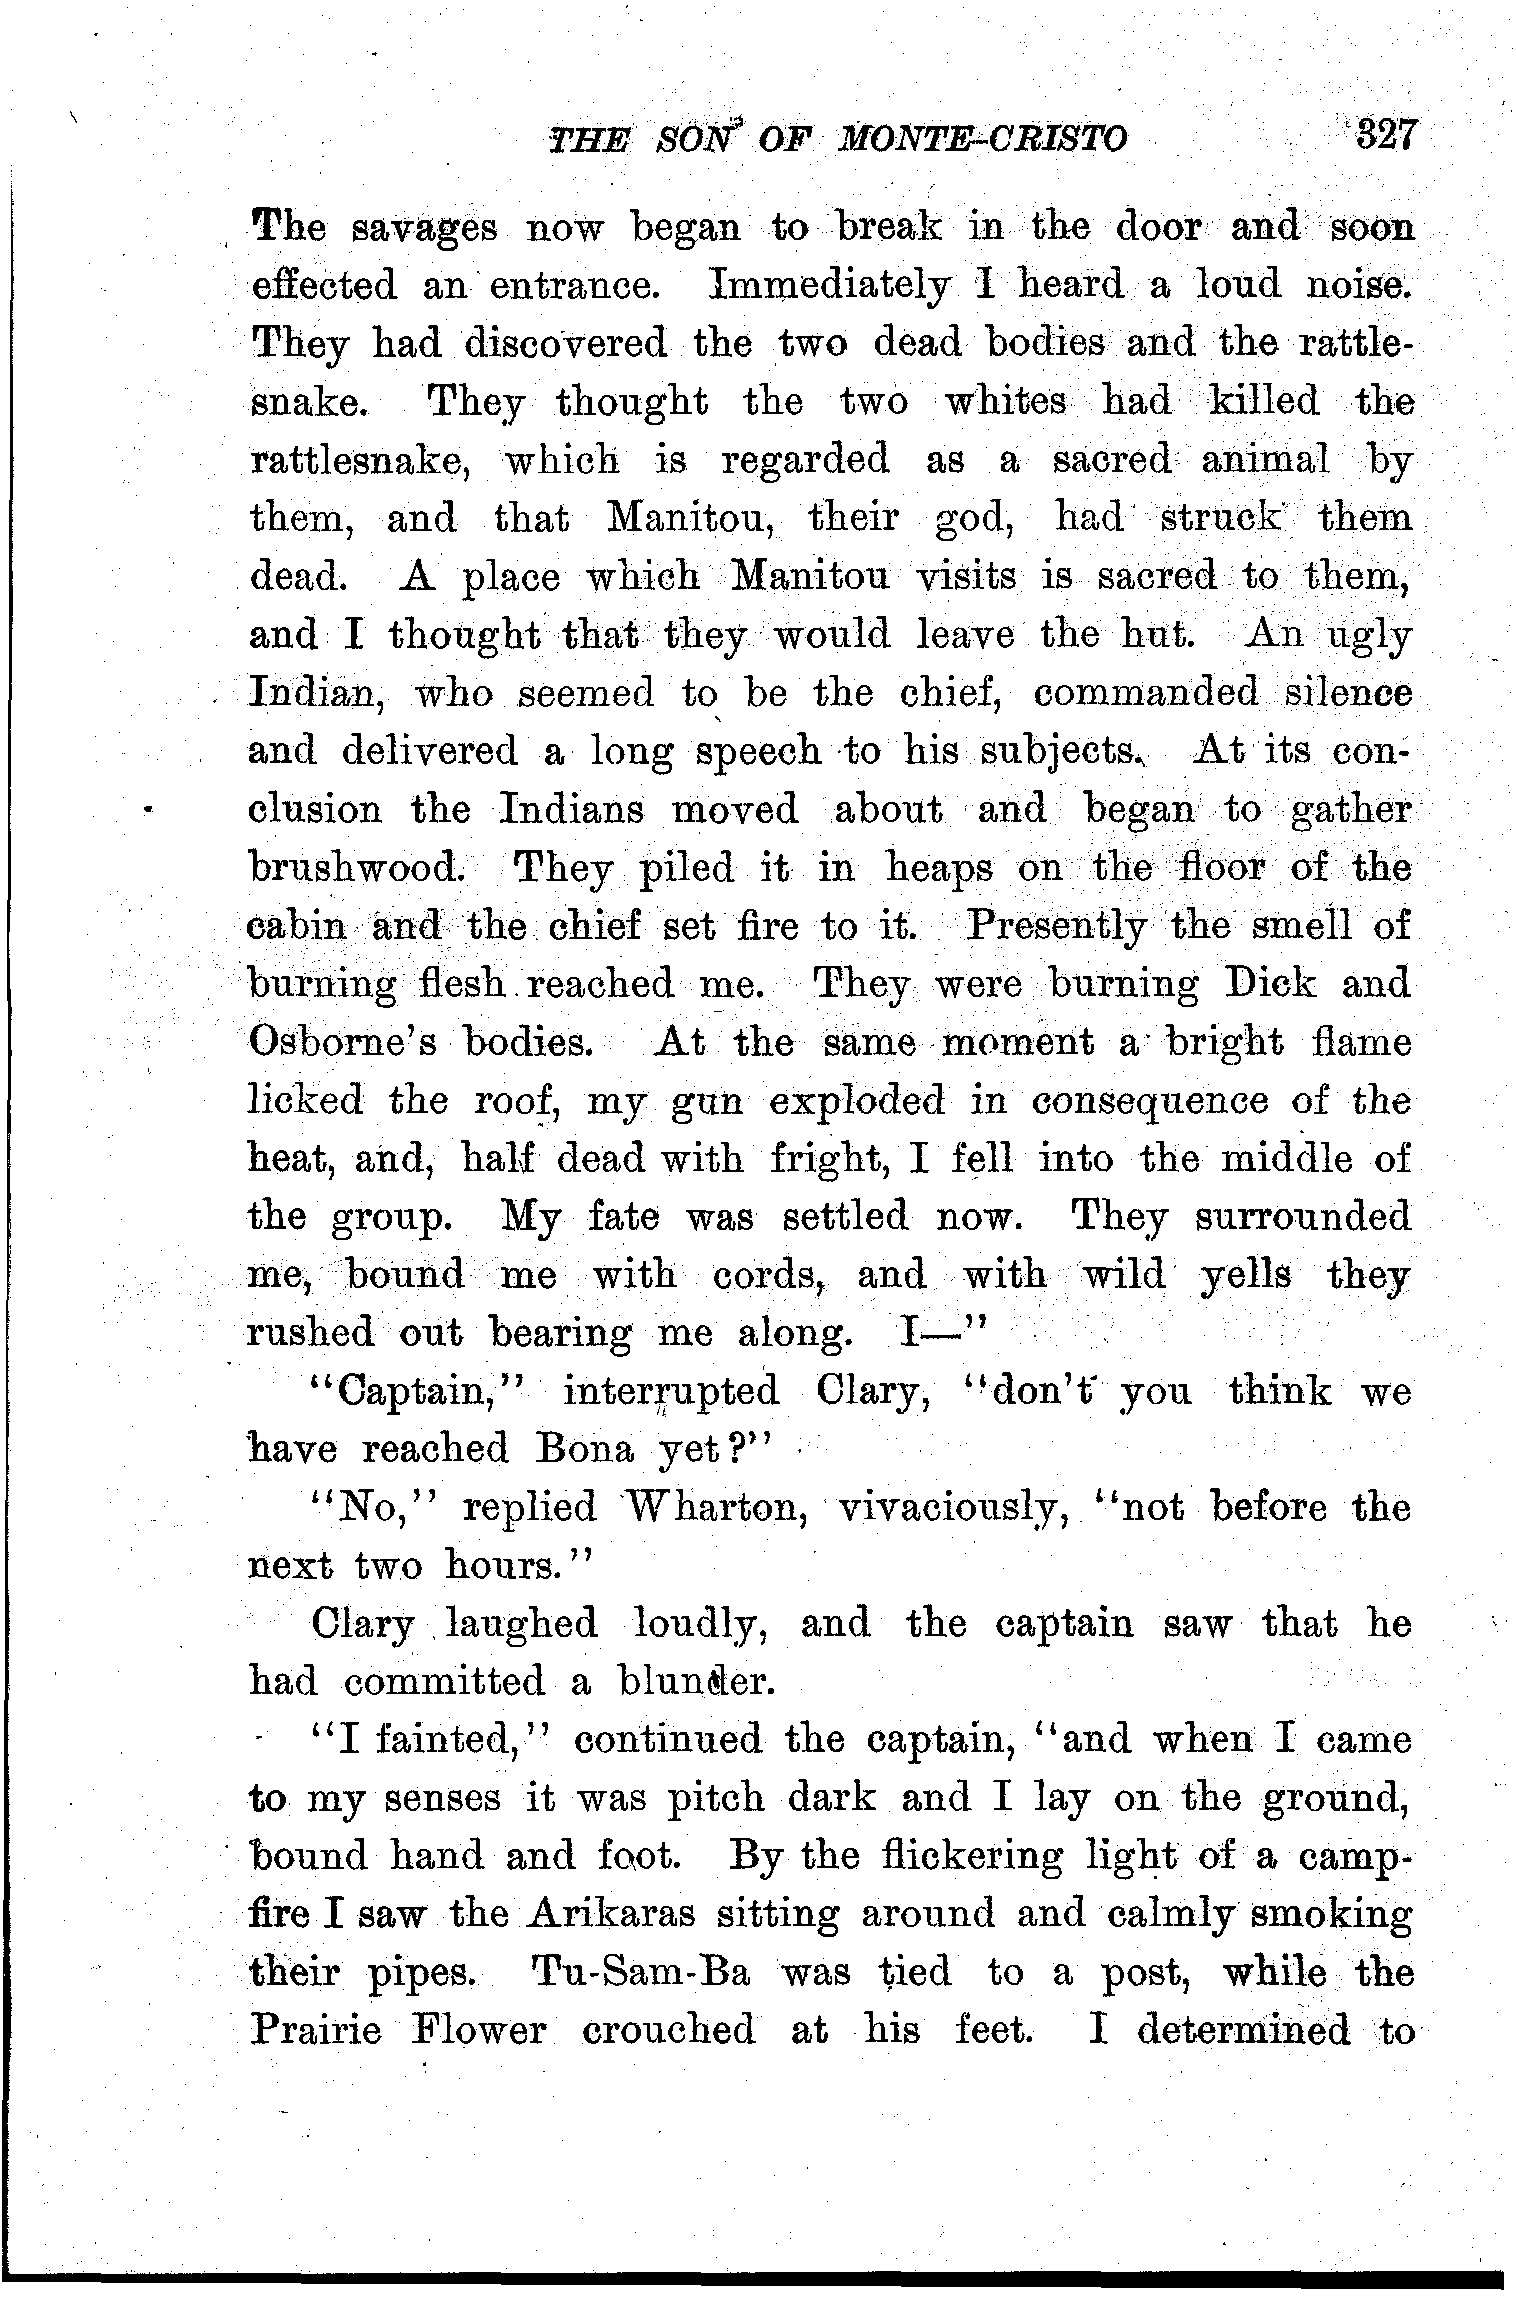 THE SON OF MONTE-CRISTO 327
The savages now began to break in the door and soon
effected an entrance. Immediately I heard a loud noise.
They had discovered the two dead bodies and the rattle-
snake. They thought the two whites had killed the
rattlesnake, which is regarded as a sacred animal by
them, and that Manitou, their god, had struck them
dead. A place which Manitou visits is sacred to them,
and I thought that they would leave the hut. An ugly
Indian, who seemed to be the chief, commanded silence
and delivered a long speech to his subjects. At its con-
clusion the Indians moved about and began to gather
brushwood. They piled it in heaps on the floor of the
cabin and the chief set fire to it. Presently the smell of
burning flesh reached me. They were burning Dick and
Osborne's bodies. At the same moment a bright flame
licked the roof, my gun exploded in consequence of the
heat, and, half dead with fright, I fell into the middle of
the group. My fate was settled now. They surrounded
me, bound me with cords, and with wild yells they
rushed out bearing me along. I—"
"Captain," interrupted Clary, "don't you think we
have reached Bona yet?"
"No," replied Wharton, vivaciously, "not before the
next two hours."
Clary laughed loudly, and the captain saw that he
had committed a blunder.
"I fainted," continued the captain, "and when I came
to my senses it was pitch dark and I lay on the ground,
bound hand and foot. By the flickering light of a camp-
fire I saw the Arikaras sitting around and calmly smoking
their pipes. Tu-Sam-Ba was tied to a post, while the
Prairie Flower crouched at his feet. I determined to